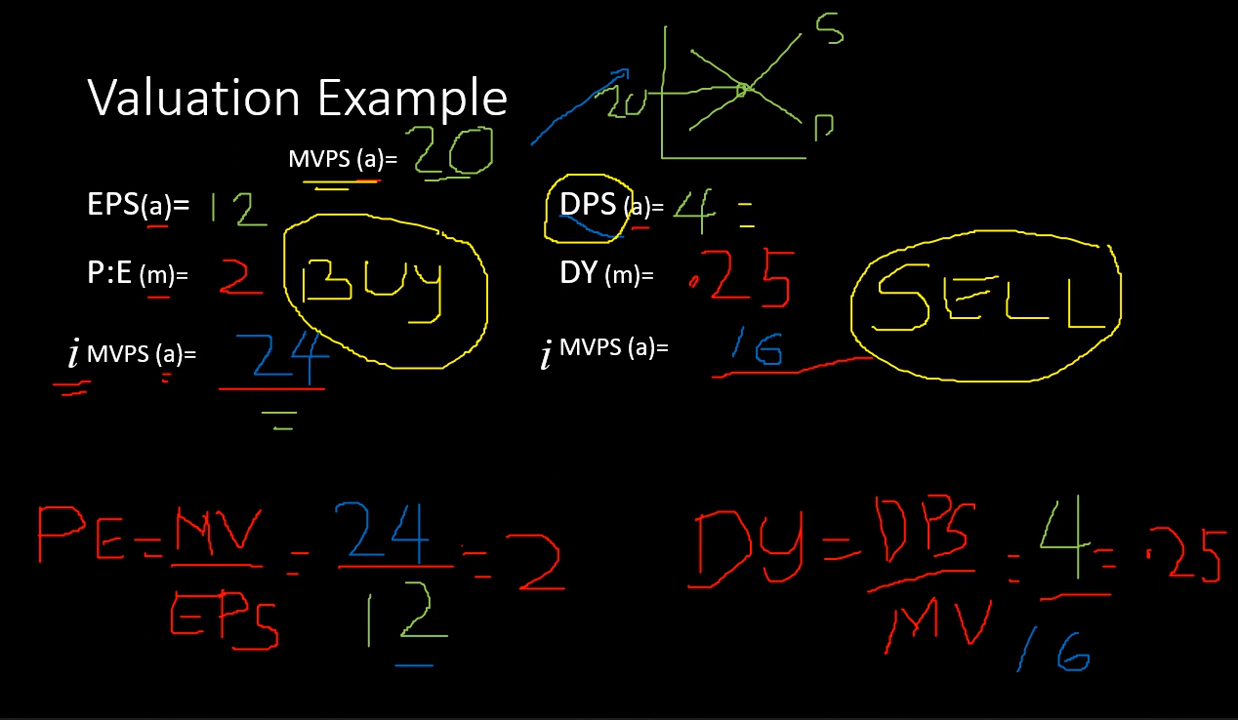 Valuation Example
S
20
D
MVPS (a)= 20
EPS(a)= 12
DPS (a)= 4 =
P:E (m)= 2 BUY
DY (m)= .25 SELL
i MVPS (a)= 24
i MVPS (a)= 16
PE = MV/EPS = 24/12 = 2
DY = DPS/MV = 4/16 = .25